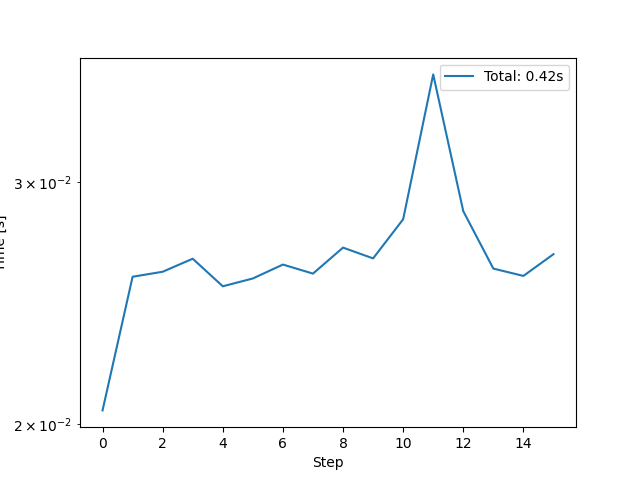 Total: 0.42s
3 × 10⁻²
2 × 10⁻²
Time [s]
0 2 4 6 8 10 12 14
Step